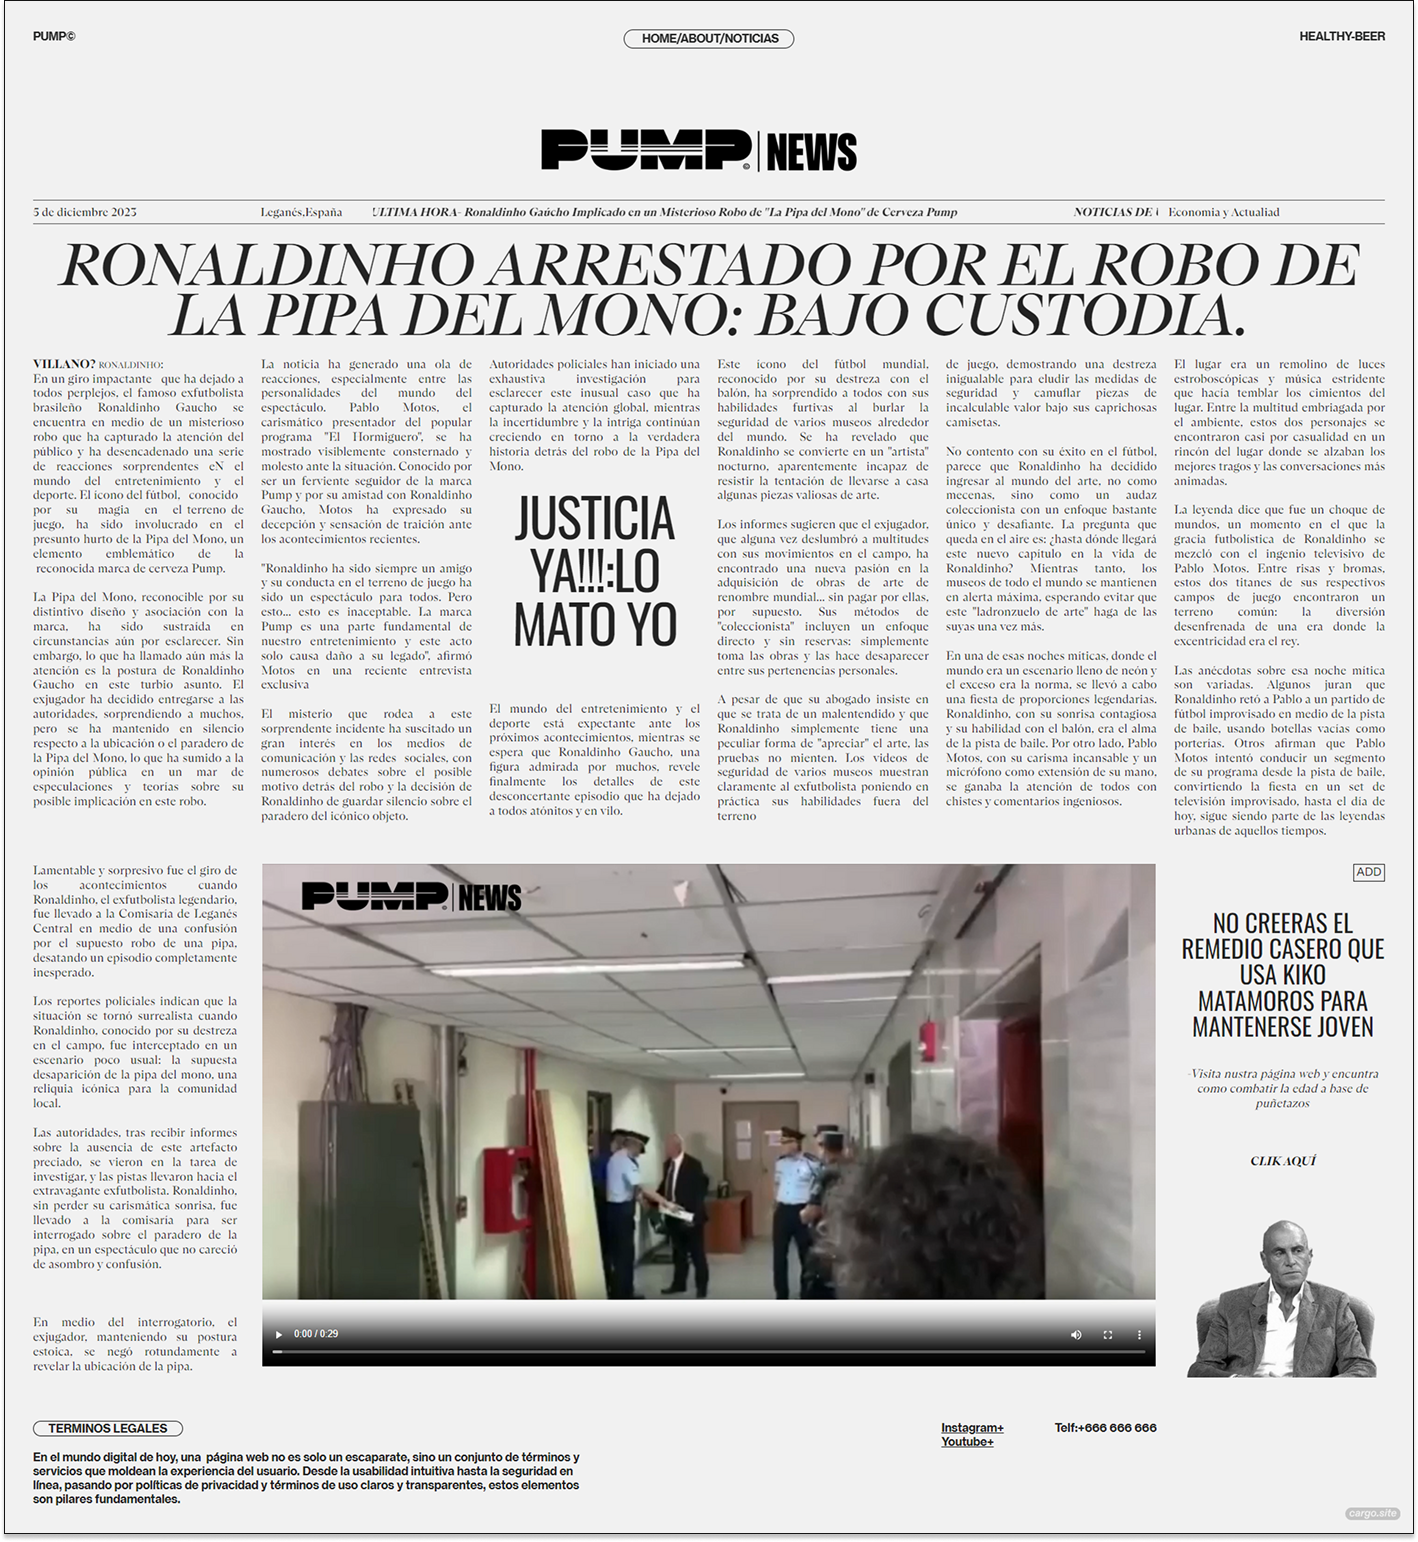 PUMP©
HOME/ABOUT/NOTICIAS
HEALTHY-BEER
PUMP© NEWS
5 de diciembre 2023
Leganés,España
ULTIMA HORA- Ronaldinho Gaúcho Implicado en un Misterioso Robo de "La Pipa del Mono" de Cerveza Pump
NOTICIAS DE
Economia y Actualiad
RONALDINHO ARRESTADO POR EL ROBO DE
LA PIPA DEL MONO: BAJO CUSTODIA.
VILLANO? RONALDINHO:
En un giro impactante que ha dejado a
todos perplejos, el famoso exfutbolista
brasileño Ronaldinho Gaucho se
encuentra en medio de un misterioso
robo que ha capturado la atención del
público y ha desencadenado una serie
de reacciones sorprendentes eN el
mundo del entretenimiento y el
deporte. El ícono del fútbol, conocido
por su magia en el terreno de
juego, ha sido involucrado en el
presunto hurto de la Pipa del Mono, un
elemento emblemático de la
reconocida marca de cerveza Pump.
La Pipa del Mono, reconocible por su
distintivo diseño y asociación con la
marca, ha sido sustraída en
circunstancias aún por esclarecer. Sin
embargo, lo que ha llamado aún más la
atención es la postura de Ronaldinho
Gaucho en este turbio asunto. El
exjugador ha decidido entregarse a las
autoridades, sorprendiendo a muchos,
pero se ha mantenido en silencio
respecto a la ubicación o el paradero de
la Pipa del Mono, lo que ha sumido a la
opinión pública en un mar de
especulaciones y teorías sobre su
posible implicación en este robo.
La noticia ha generado una ola de
reacciones, especialmente entre las
personalidades del mundo del
espectáculo. Pablo Motos, el
carismático presentador del popular
programa "El Hormiguero", se ha
mostrado visiblemente consternado y
molesto ante la situación. Conocido por
ser un ferviente seguidor de la marca
Pump y por su amistad con Ronaldinho
Gaucho, Motos ha expresado su
decepción y sensación de traición ante
los acontecimientos recientes.
"Ronaldinho ha sido siempre un amigo
y su conducta en el terreno de juego ha
sido un espectáculo para todos. Pero
esto... esto es inaceptable. La marca
Pump es una parte fundamental de
nuestro entretenimiento y este acto
solo causa daño a su legado", afirmó
Motos en una reciente entrevista
exclusiva
El misterio que rodea a este
sorprendente incidente ha suscitado un
gran interés en los medios de
comunicación y las redes sociales, con
numerosos debates sobre el posible
motivo detrás del robo y la decisión de
Ronaldinho de guardar silencio sobre el
paradero del icónico objeto.
Autoridades policiales han iniciado una
exhaustiva investigación para
esclarecer este inusual caso que ha
capturado la atención global, mientras
la incertidumbre y la intriga continúan
creciendo en torno a la verdadera
historia detrás del robo de la Pipa del
Mono.
JUSTICIA
YA!!!:LO
MATO YO
El mundo del entretenimiento y el
deporte está expectante ante los
próximos acontecimientos, mientras se
espera que Ronaldinho Gaucho, una
figura admirada por muchos, revele
finalmente los detalles de este
desconcertante episodio que ha dejado
a todos atónitos y en vilo.
Este ícono del fútbol mundial,
reconocido por su destreza con el
balón, ha sorprendido a todos con sus
habilidades furtivas al burlar la
seguridad de varios museos alrededor
del mundo. Se ha revelado que
Ronaldinho se convierte en un "artista"
nocturno, aparentemente incapaz de
resistir la tentación de llevarse a casa
algunas piezas valiosas de arte.
Los informes sugieren que el exjugador,
que alguna vez deslumbró a multitudes
con sus movimientos en el campo, ha
encontrado una nueva pasión en la
adquisición de obras de arte de
renombre mundial... sin pagar por ellas,
por supuesto. Sus métodos de
"coleccionista" incluyen un enfoque
directo y sin reservas: simplemente
toma las obras y las hace desaparecer
entre sus pertenencias personales.
A pesar de que su abogado insiste en
que se trata de un malentendido y que
Ronaldinho simplemente tiene una
peculiar forma de "apreciar" el arte, las
pruebas no mienten. Los videos de
seguridad de varios museos muestran
claramente al exfutbolista poniendo en
práctica sus habilidades fuera del
terreno
de juego, demostrando una destreza
inigualable para eludir las medidas de
seguridad y camuflar piezas de
incalculable valor bajo sus caprichosas
camisetas.
No contento con su éxito en el fútbol,
parece que Ronaldinho ha decidido
ingresar al mundo del arte, no como
mecenas, sino como un audaz
coleccionista con un enfoque bastante
único y desafiante. La pregunta que
queda en el aire es: ¿hasta dónde llegará
este nuevo capítulo en la vida de
Ronaldinho? Mientras tanto, los
museos de todo el mundo se mantienen
en alerta máxima, esperando evitar que
este "ladronzuelo de arte" haga de las
suyas una vez más.
En una de esas noches míticas, donde el
mundo era un escenario lleno de neón y
el exceso era la norma, se llevó a cabo
una fiesta de proporciones legendarias.
Ronaldinho, con su sonrisa contagiosa
y su habilidad con el balón, era el alma
de la pista de baile. Por otro lado, Pablo
Motos, con su carisma incansable y un
micrófono como extensión de su mano,
se ganaba la atención de todos con
chistes y comentarios ingeniosos.
El lugar era un remolino de luces
estroboscópicas y música estridente
que hacía temblar los cimientos del
lugar. Entre la multitud embriagada por
el ambiente, estos dos personajes se
encontraron casi por casualidad en un
rincón del lugar donde se alzaban los
mejores tragos y las conversaciones más
animadas.
La leyenda dice que fue un choque de
mundos, un momento en el que la
gracia futbolística de Ronaldinho se
mezcló con el ingenio televisivo de
Pablo Motos. Entre risas y bromas,
estos dos titanes de sus respectivos
campos de juego encontraron un
terreno común: la diversión
desenfrenada de una era donde la
excentricidad era el rey.
Las anécdotas sobre esa noche mítica
son variadas. Algunos juran que
Ronaldinho retó a Pablo a un partido de
fútbol improvisado en medio de la pista
de baile, usando botellas vacías como
porterías. Otros afirman que Pablo
Motos intentó conducir un segmento
de su programa desde la pista de baile,
convirtiendo la fiesta en un set de
televisión improvisado, hasta el día de
hoy, sigue siendo parte de las leyendas
urbanas de aquellos tiempos.
Lamentable y sorpresivo fue el giro de
los acontecimientos cuando
Ronaldinho, el exfutbolista legendario,
fue llevado a la Comisaría de Leganés
Central en medio de una confusión
por el supuesto robo de una pipa,
desatando un episodio completamente
inesperado.
Los reportes policiales indican que la
situación se tornó surrealista cuando
Ronaldinho, conocido por su destreza
en el campo, fue interceptado en un
escenario poco usual: la supuesta
desaparición de la pipa del mono, una
reliquia icónica para la comunidad
local.
Las autoridades, tras recibir informes
sobre la ausencia de este artefacto
preciado, se vieron en la tarea de
investigar, y las pistas llevaron hacia el
extravagante exfutbolista. Ronaldinho,
sin perder su carismática sonrisa, fue
llevado a la comisaría para ser
interrogado sobre el paradero de la
pipa, en un espectáculo que no careció
de asombro y confusión.
En medio del interrogatorio, el
exjugador, manteniendo su postura
estoica, se negó rotundamente a
revelar la ubicación de la pipa.
PUMP© NEWS
0:00 / 0:29
ADD
NO CREERAS EL
REMEDIO CASERO QUE
USA KIKO
MATAMOROS PARA
MANTENERSE JOVEN
-Visita nustra página web y encuntra
como combatir la edad a base de
puñetazos
CLIK AQUÍ
TERMINOS LEGALES
En el mundo digital de hoy, una página web no es solo un escaparate, sino un conjunto de términos y
servicios que moldean la experiencia del usuario. Desde la usabilidad intuitiva hasta la seguridad en
línea, pasando por políticas de privacidad y términos de uso claros y transparentes, estos elementos
son pilares fundamentales.
Instagram+
Youtube+
Telf:+666 666 666
cargo.site